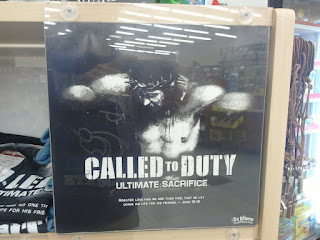 CALLED TO DUTY
ULTIMATE SACRIFICE
GREATER LOVE HAS NO ONE THAN THIS, THAT HE LAY
DOWN HIS LIFE FOR HIS FRIENDS. - JOHN 15:13